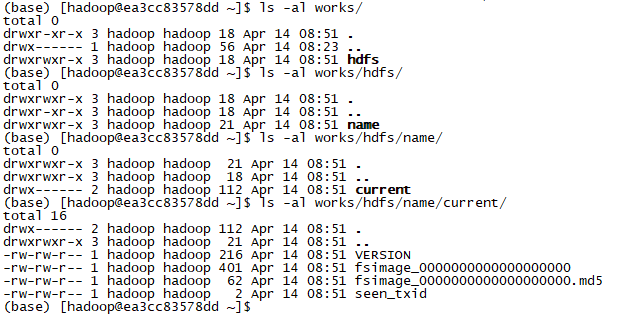 (base) [hadoop@ea3cc83578dd ~]$ ls -al works/
total 0
drwxr-xr-x 3 hadoop hadoop 18 Apr 14 08:51 .
drwx------ 1 hadoop hadoop 56 Apr 14 08:23 ..
drwxrwxr-x 3 hadoop hadoop 18 Apr 14 08:51 hdfs
(base) [hadoop@ea3cc83578dd ~]$ ls -al works/hdfs/
total 0
drwxrwxr-x 3 hadoop hadoop 18 Apr 14 08:51 .
drwxr-xr-x 3 hadoop hadoop 18 Apr 14 08:51 ..
drwxrwxr-x 3 hadoop hadoop 21 Apr 14 08:51 name
(base) [hadoop@ea3cc83578dd ~]$ ls -al works/hdfs/name/
total 0
drwxrwxr-x 3 hadoop hadoop  21 Apr 14 08:51 .
drwxrwxr-x 3 hadoop hadoop  18 Apr 14 08:51 ..
drwx------ 2 hadoop hadoop 112 Apr 14 08:51 current
(base) [hadoop@ea3cc83578dd ~]$ ls -al works/hdfs/name/current/
total 16
drwx------ 2 hadoop hadoop 112 Apr 14 08:51 .
drwxrwxr-x 3 hadoop hadoop  21 Apr 14 08:51 ..
-rw-rw-r-- 1 hadoop hadoop 216 Apr 14 08:51 VERSION
-rw-rw-r-- 1 hadoop hadoop 401 Apr 14 08:51 fsimage_0000000000000000000
-rw-rw-r-- 1 hadoop hadoop  62 Apr 14 08:51 fsimage_0000000000000000000.md5
-rw-rw-r-- 1 hadoop hadoop   2 Apr 14 08:51 seen_txid
(base) [hadoop@ea3cc83578dd ~]$